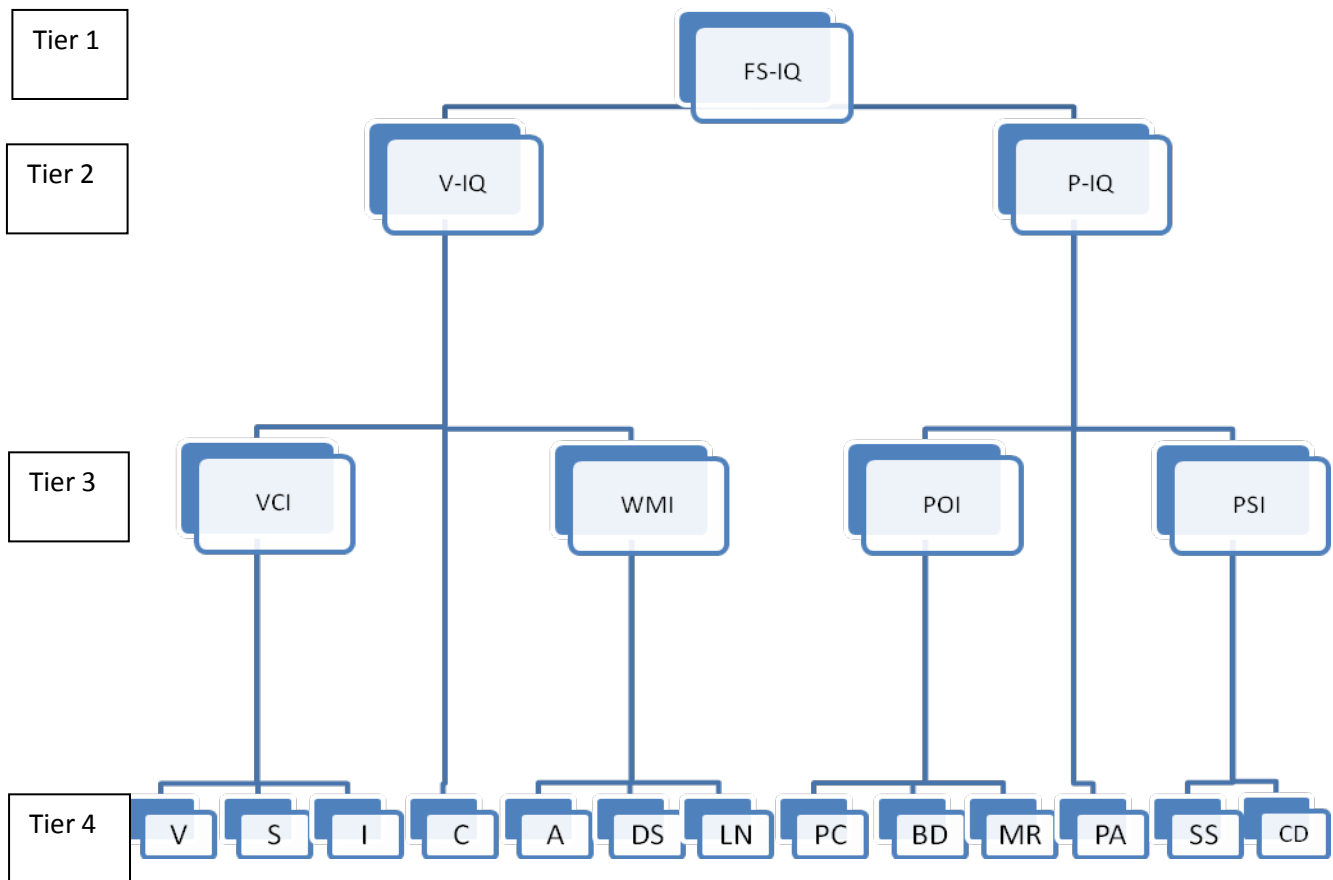 Tier 1
FS-IQ
Tier 2
V-IQ
P-IQ
Tier 3
VCI
WMI
POI
PSI
Tier 4
V
S
I
C
A
DS
LN
PC
BD
MR
PA
SS
CD